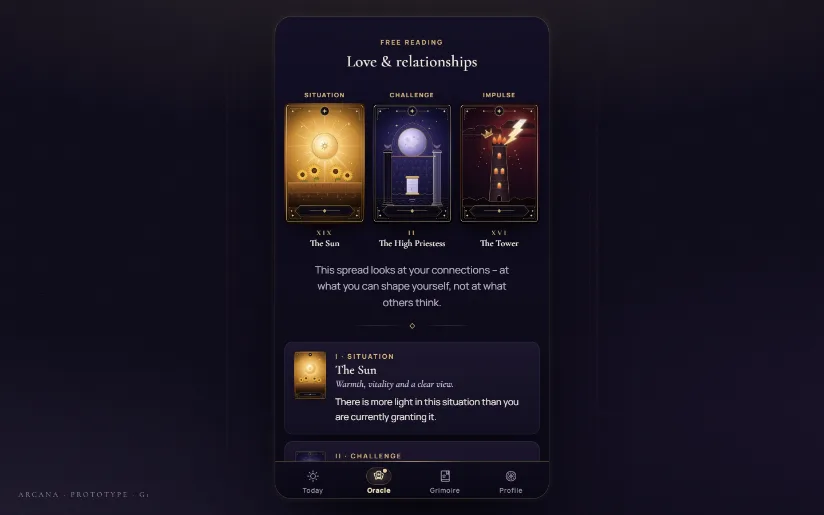 FREE READING
Love & relationships
SITUATION CHALLENGE IMPULSE
XIX II XVI
The Sun The High Priestess The Tower
This spread looks at your connections – at
what you can shape yourself, not at what
others think.
I · SITUATION
The Sun
Warmth, vitality and a clear view.
There is more light in this situation than you
are currently granting it.
II · CHALLENGE
Today Oracle Grimoire Profile
ARCANA · PROTOTYPE · G1